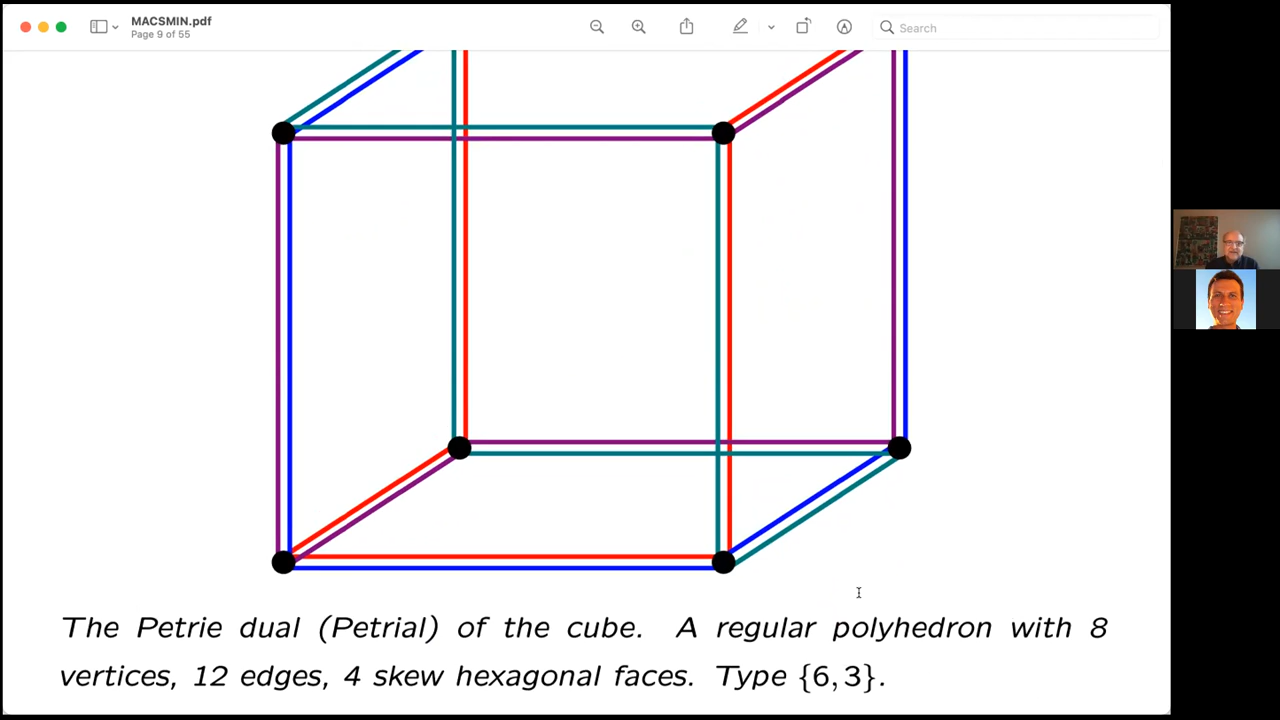 MACSMIN.pdf
Page 9 of 55
Search
The Petrie dual (Petrial) of the cube. A regular polyhedron with 8
vertices, 12 edges, 4 skew hexagonal faces. Type {6, 3}.